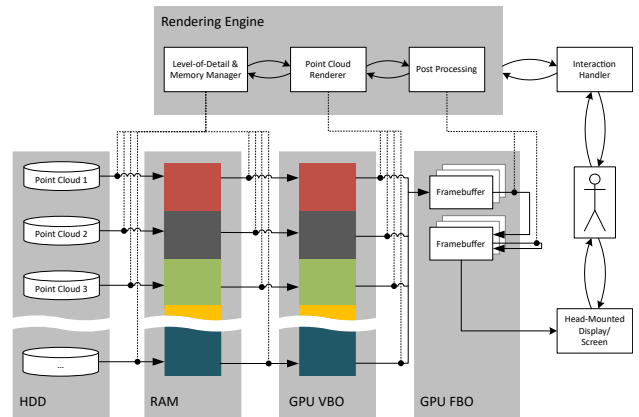 Rendering Engine
Level-of-Detail &
Memory Manager
Point Cloud
Renderer
Post Processing
Interaction
Handler
Point Cloud 1
Point Cloud 2
Point Cloud 3
...
Framebuffer
Framebuffer
Head-Mounted
Display/
Screen
HDD
RAM
GPU VBO
GPU FBO